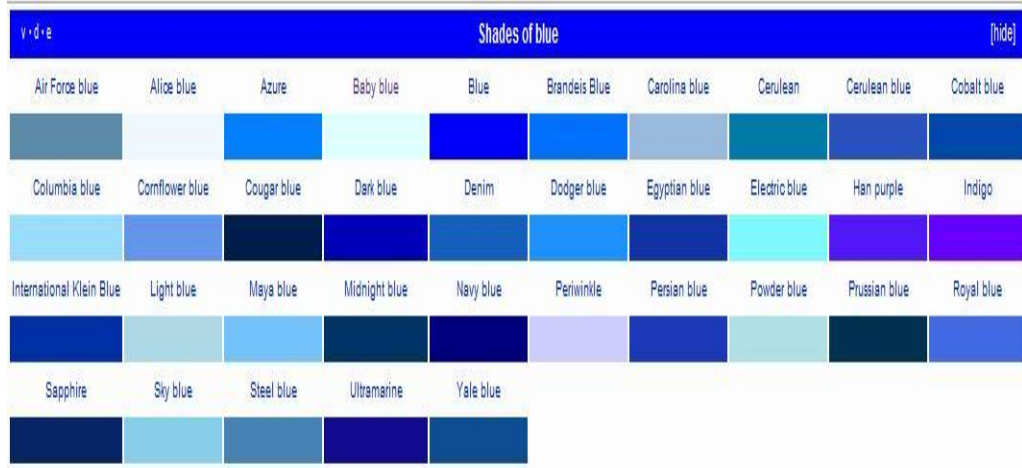 v · d · e Shades of blue [hide]
Air Force blue Alice blue Azure Baby blue Blue Brandeis Blue Carolina blue Cerulean Cerulean blue Cobalt blue
Columbia blue Cornflower blue Cougar blue Dark blue Denim Dodger blue Egyptian blue Electric blue Han purple Indigo
International Klein Blue Light blue Maya blue Midnight blue Navy blue Periwinkle Persian blue Powder blue Prussian blue Royal blue
Sapphire Sky blue Steel blue Ultramarine Yale blue